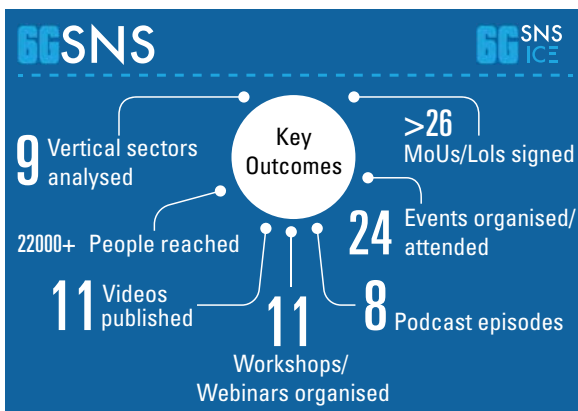 6GSNS
6G SNS
ICE
Key
Outcomes
9 Vertical sectors
analysed
>26
MoUs/LoIs signed
22000+ People reached
24 Events organised/
attended
11 Videos
published
11
Workshops/
Webinars organised
8 Podcast episodes